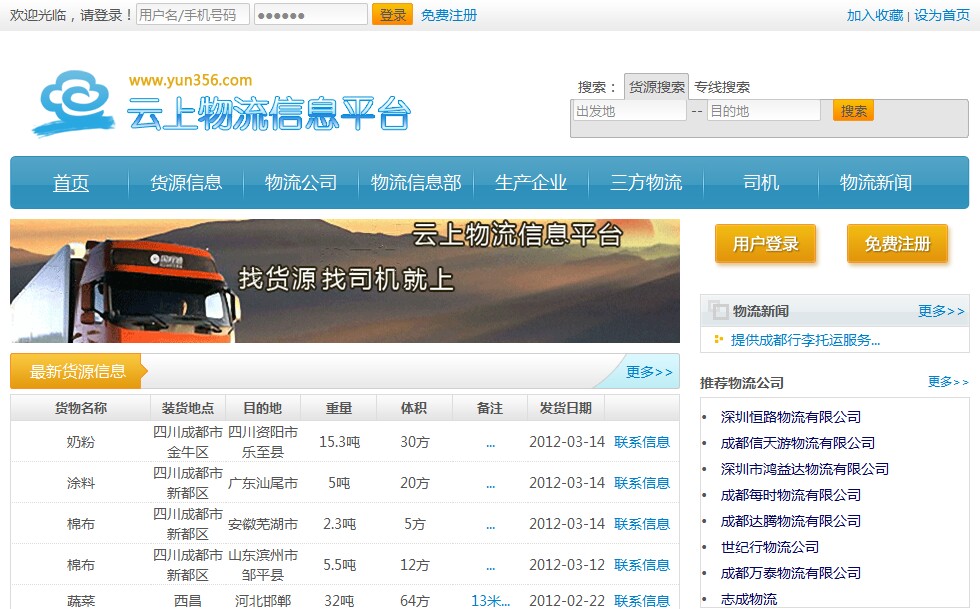 欢迎光临，请登录！ 用户名/手机号码 ●●●●●● 登录 免费注册 加入收藏 | 设为首页
www.yun356.com
云上物流信息平台
搜索： 货源搜索 专线搜索
出发地 -- 目的地 搜索
首页 货源信息 物流公司 物流信息部 生产企业 三方物流 司机 物流新闻
云上物流信息平台
找货源 找司机就上
用户登录 免费注册
物流新闻 更多>>
提供成都行李托运服务...
最新货源信息 更多>>
货物名称 装货地点 目的地 重量 体积 备注 发货日期
奶粉 四川成都市金牛区 四川资阳市乐至县 15.3吨 30方 ... 2012-03-14 联系信息
涂料 四川成都市新都区 广东汕尾市 5吨 20方 ... 2012-03-14 联系信息
棉布 四川成都市新都区 安徽芜湖市 2.3吨 5方 ... 2012-03-14 联系信息
棉布 四川成都市新都区 山东滨州市邹平县 5.5吨 12方 ... 2012-03-12 联系信息
蔬菜 西昌 河北邯郸 32吨 64方 13米... 2012-02-22 联系信息
推荐物流公司 更多>>
深圳恒路物流有限公司
成都信天游物流有限公司
深圳市鸿益达物流有限公司
成都每时物流有限公司
成都达腾物流有限公司
世纪行物流公司
成都万泰物流有限公司
志成物流